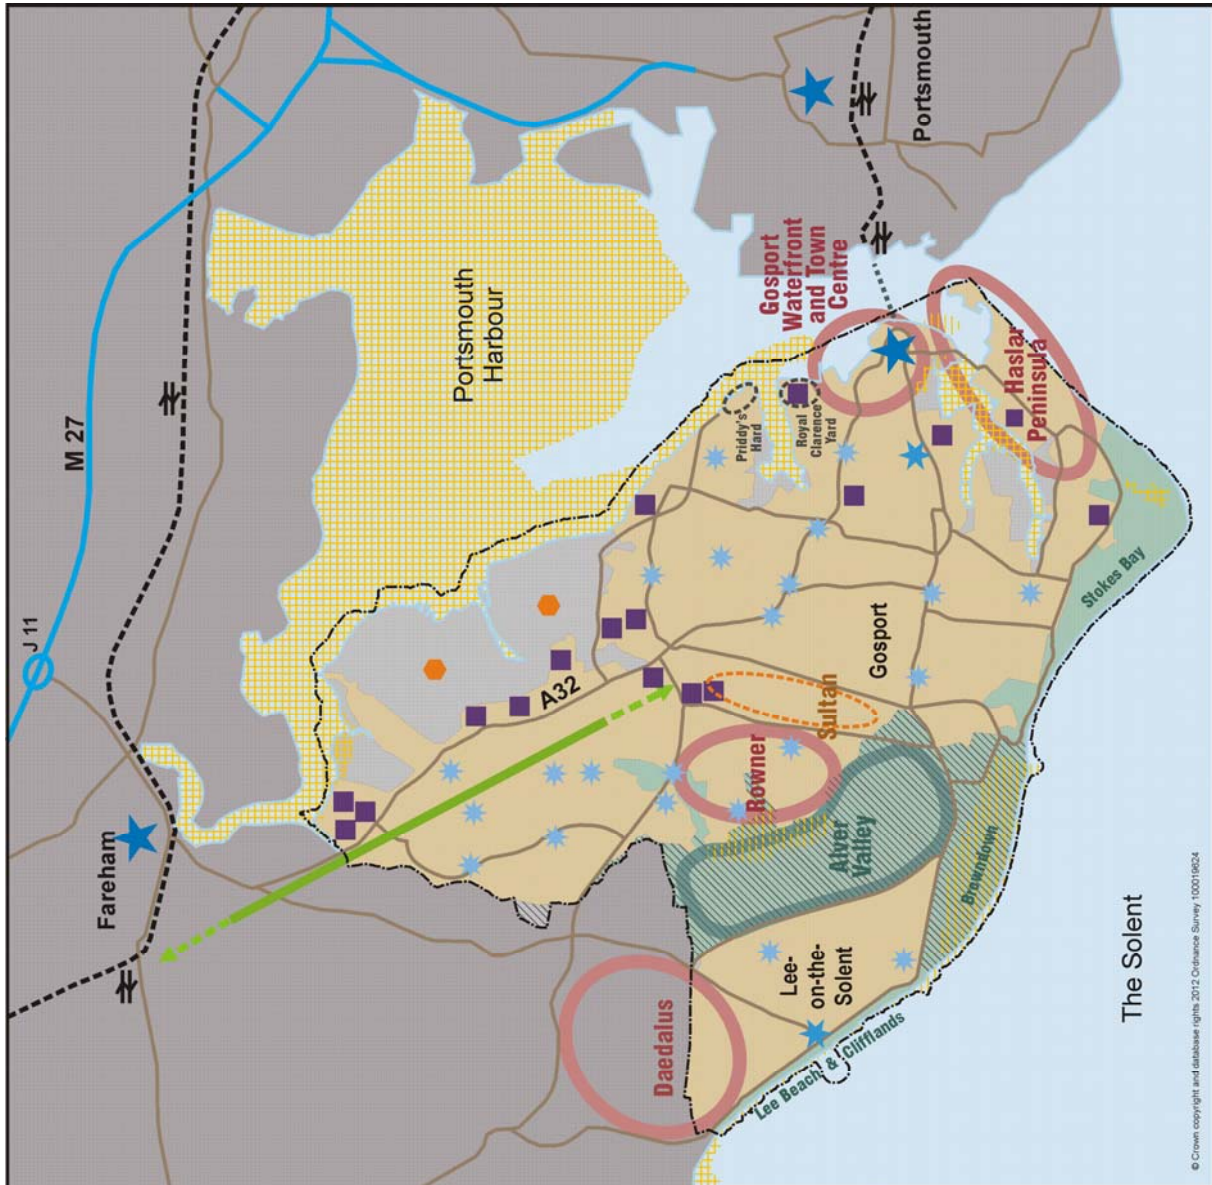 M 27
J 11
Fareham
Portsmouth
Harbour
Portsmouth
Gosport
Waterfront
and Town
Centre
Haslar
Peninsula
Priddy's
Hard
Royal
Clarence
Yard
A32
Sultan
Gosport
Rowner
Alver
Valley
Browndown
Stokes Bay
Daedalus
Lee-
on-the-
Solent
Lee Beach & Clifflands
The Solent
© Crown copyright and database rights 2012 Ordnance Survey 100019624